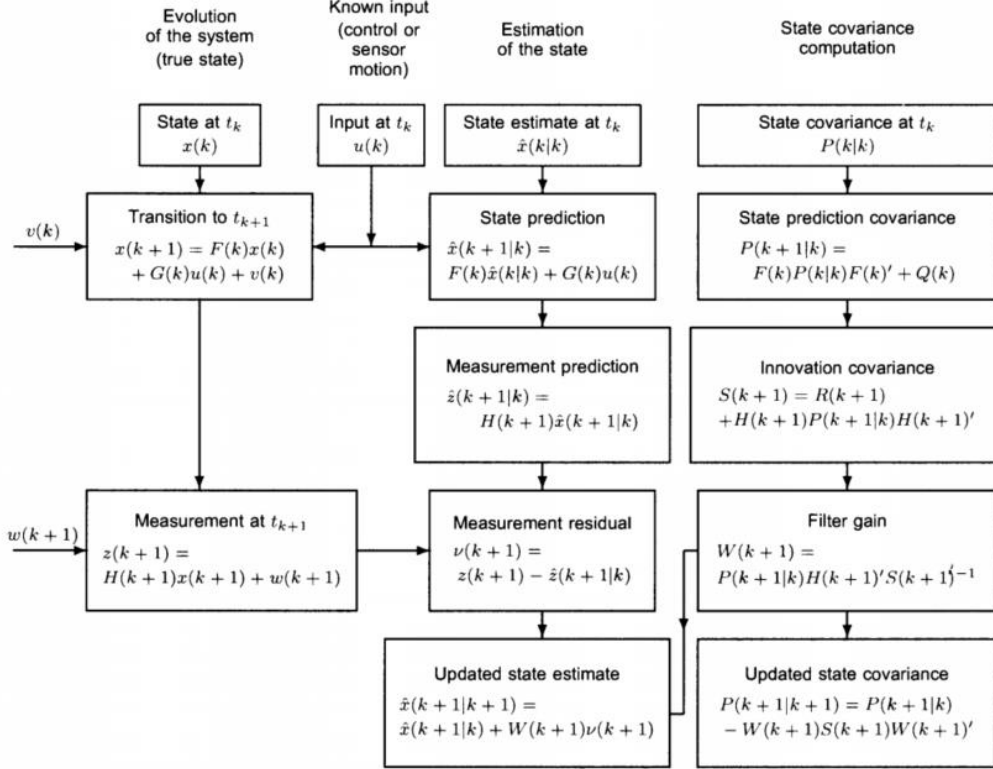 Evolution
of the system
(true state)
Known input
(control or
sensor
motion)
Estimation
of the state
State covariance
computation
State at t_k
x(k)
Input at t_k
u(k)
State estimate at t_k
x̂(k|k)
State covariance at t_k
P(k|k)
v(k)
Transition to t_{k+1}
x(k + 1) = F(k)x(k)
+ G(k)u(k) + v(k)
State prediction
x̂(k + 1|k) =
F(k)x̂(k|k) + G(k)u(k)
State prediction covariance
P(k + 1|k) =
F(k)P(k|k)F(k)′ + Q(k)
Measurement prediction
ẑ(k + 1|k) =
H(k + 1)x̂(k + 1|k)
Innovation covariance
S(k + 1) = R(k + 1)
+H(k + 1)P(k + 1|k)H(k + 1)′
w(k + 1)
Measurement at t_{k+1}
z(k + 1) =
H(k + 1)x(k + 1) + w(k + 1)
Measurement residual
ν(k + 1) =
z(k + 1) − ẑ(k + 1|k)
Filter gain
W(k + 1) =
P(k + 1|k)H(k + 1)′S(k + 1)^{−1}
Updated state estimate
x̂(k + 1|k + 1) =
x̂(k + 1|k) + W(k + 1)ν(k + 1)
Updated state covariance
P(k + 1|k + 1) = P(k + 1|k)
− W(k + 1)S(k + 1)W(k + 1)′